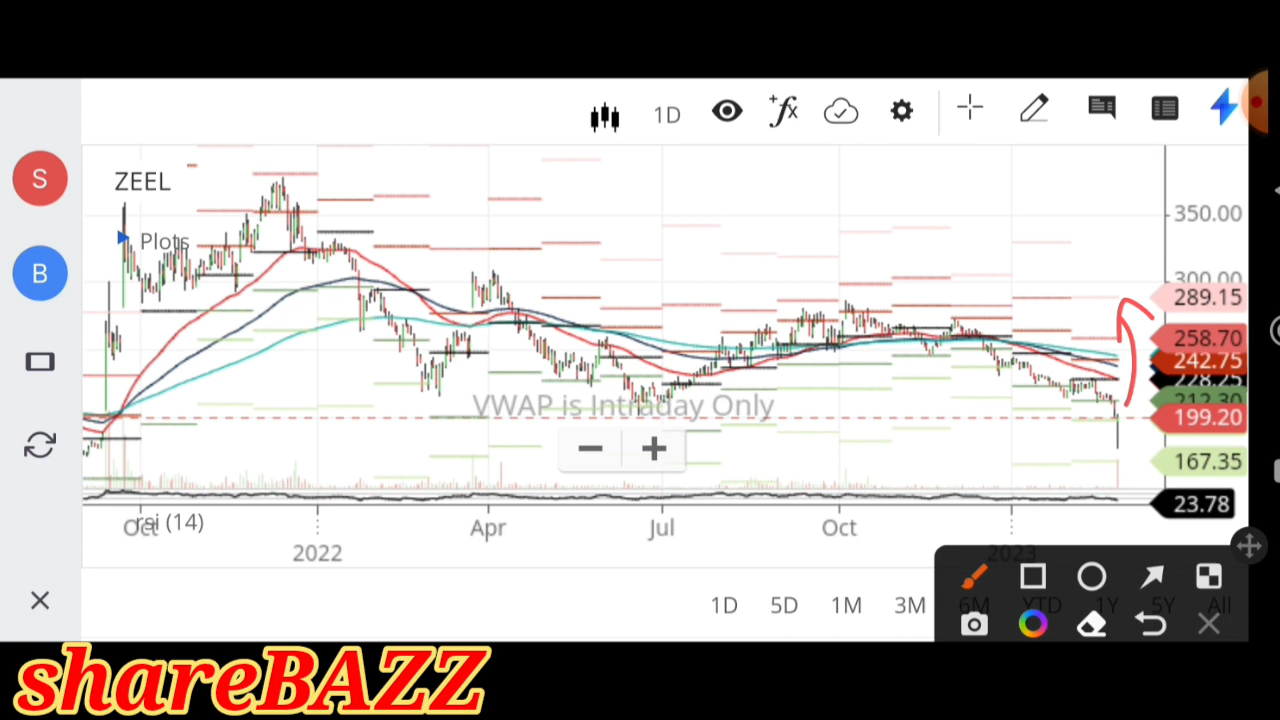 1D
S
ZEEL
350.00
B
Plots
300.00
289.15
258.70
242.75
228.25
212.30
VWAP is Intraday Only
199.20
167.35
23.78
rsi (14)
Oct
Apr
Jul
Oct
2022
2023
1D 5D 1M 3M 6M YTD 1Y 5Y All
shareBAZZ